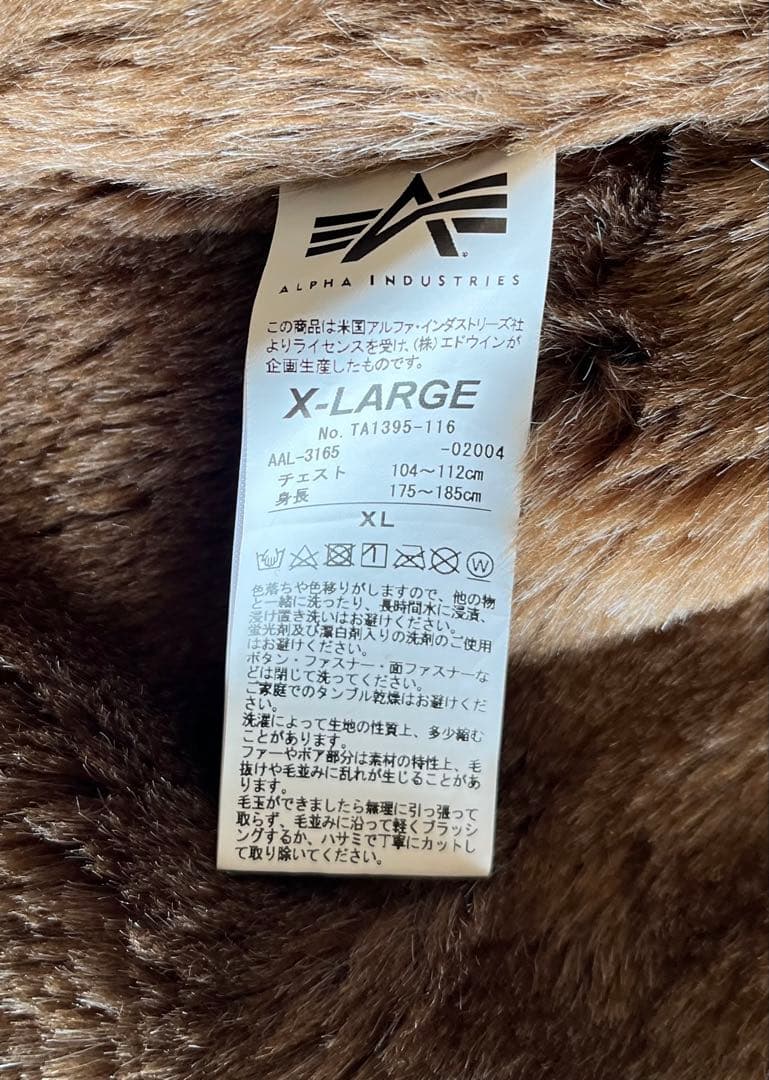 ALPHA INDUSTRIES
この商品は米国アルファ・インダストリーズ社
よりライセンスを受け、(株)エドウインが
企画生産したものです。
X-LARGE
No. TA1395-116
AAL-3165 -02004
チェスト 104〜112cm
身長 175〜185cm
XL
W
色落ちや色移りがしますので、他の物
と一緒に洗ったり、長時間水に浸漬、
浸け置き洗いはお避けください。
蛍光剤及び漂白剤入りの洗剤のご使用
はお避けください。
ボタン・ファスナー・面ファスナーな
どは閉じて洗ってください。
ご家庭でのタンブル乾燥はお避けくだ
さい。
洗濯によって生地の性質上、多少縮む
ことがあります。
ファーやボア部分は素材の特性上、毛
抜けや毛並みに乱れが生じることがあ
ります。
毛玉ができましたら無理に引っ張って
取らず、毛並みに沿って軽くブラッシ
ングするか、ハサミで丁寧にカットし
て取り除いてください。